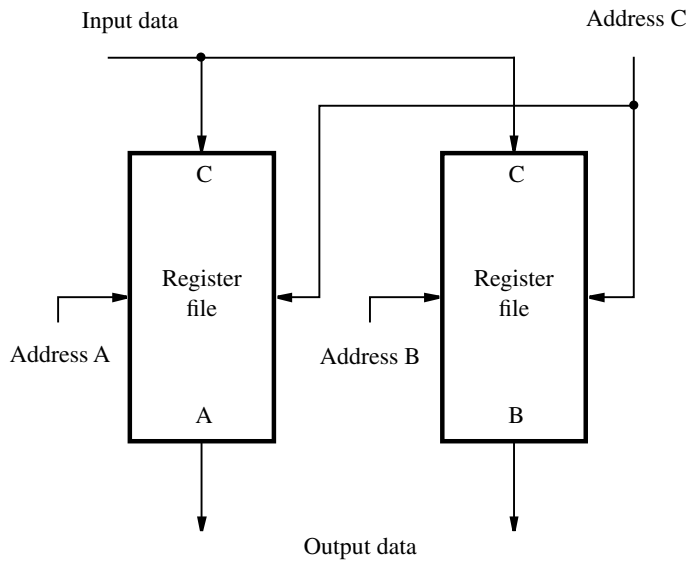 Input data
Address C
C
C
Register
file
Register
file
Address A
Address B
A
B
Output data